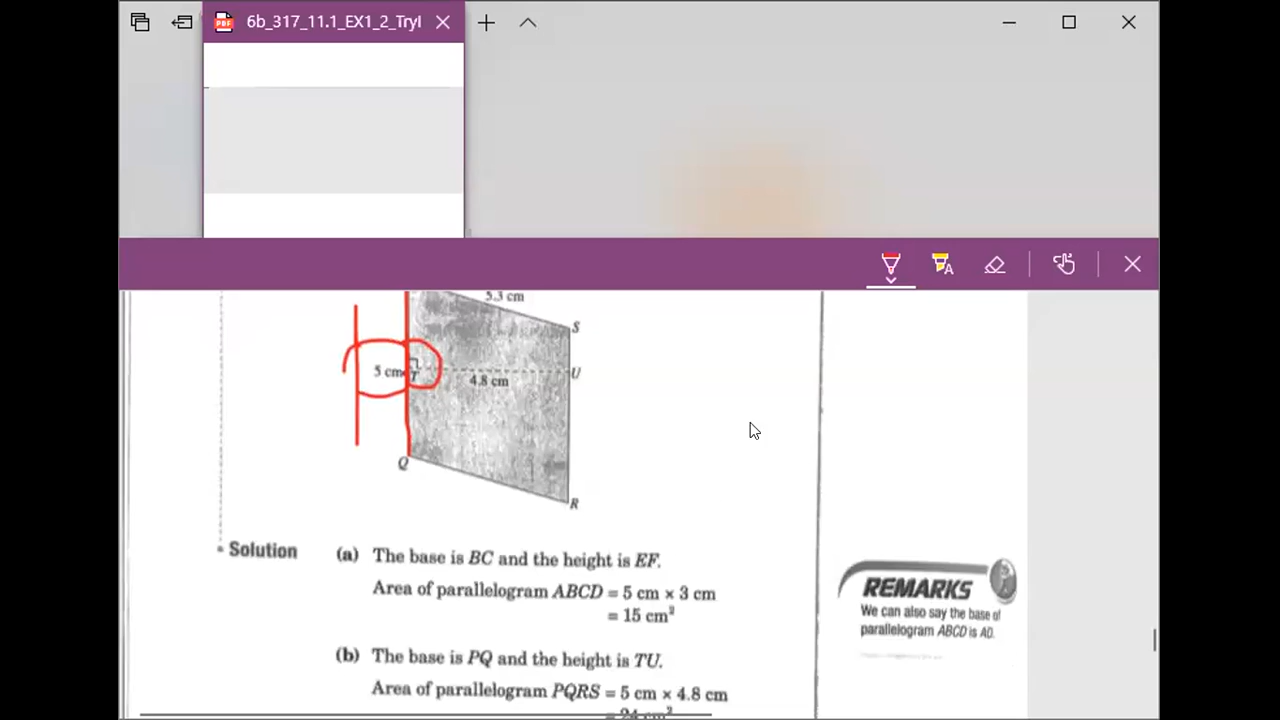 6b_317_11.1_EX1_2_TryI
5.3 cm
S
5 cm
T
4.8 cm
U
Q
R
• Solution
(a) The base is BC and the height is EF.
Area of parallelogram ABCD = 5 cm × 3 cm
= 15 cm²
(b) The base is PQ and the height is TU.
Area of parallelogram PQRS = 5 cm × 4.8 cm
= 24 cm²
REMARKS
We can also say the base of
parallelogram ABCD is AD.